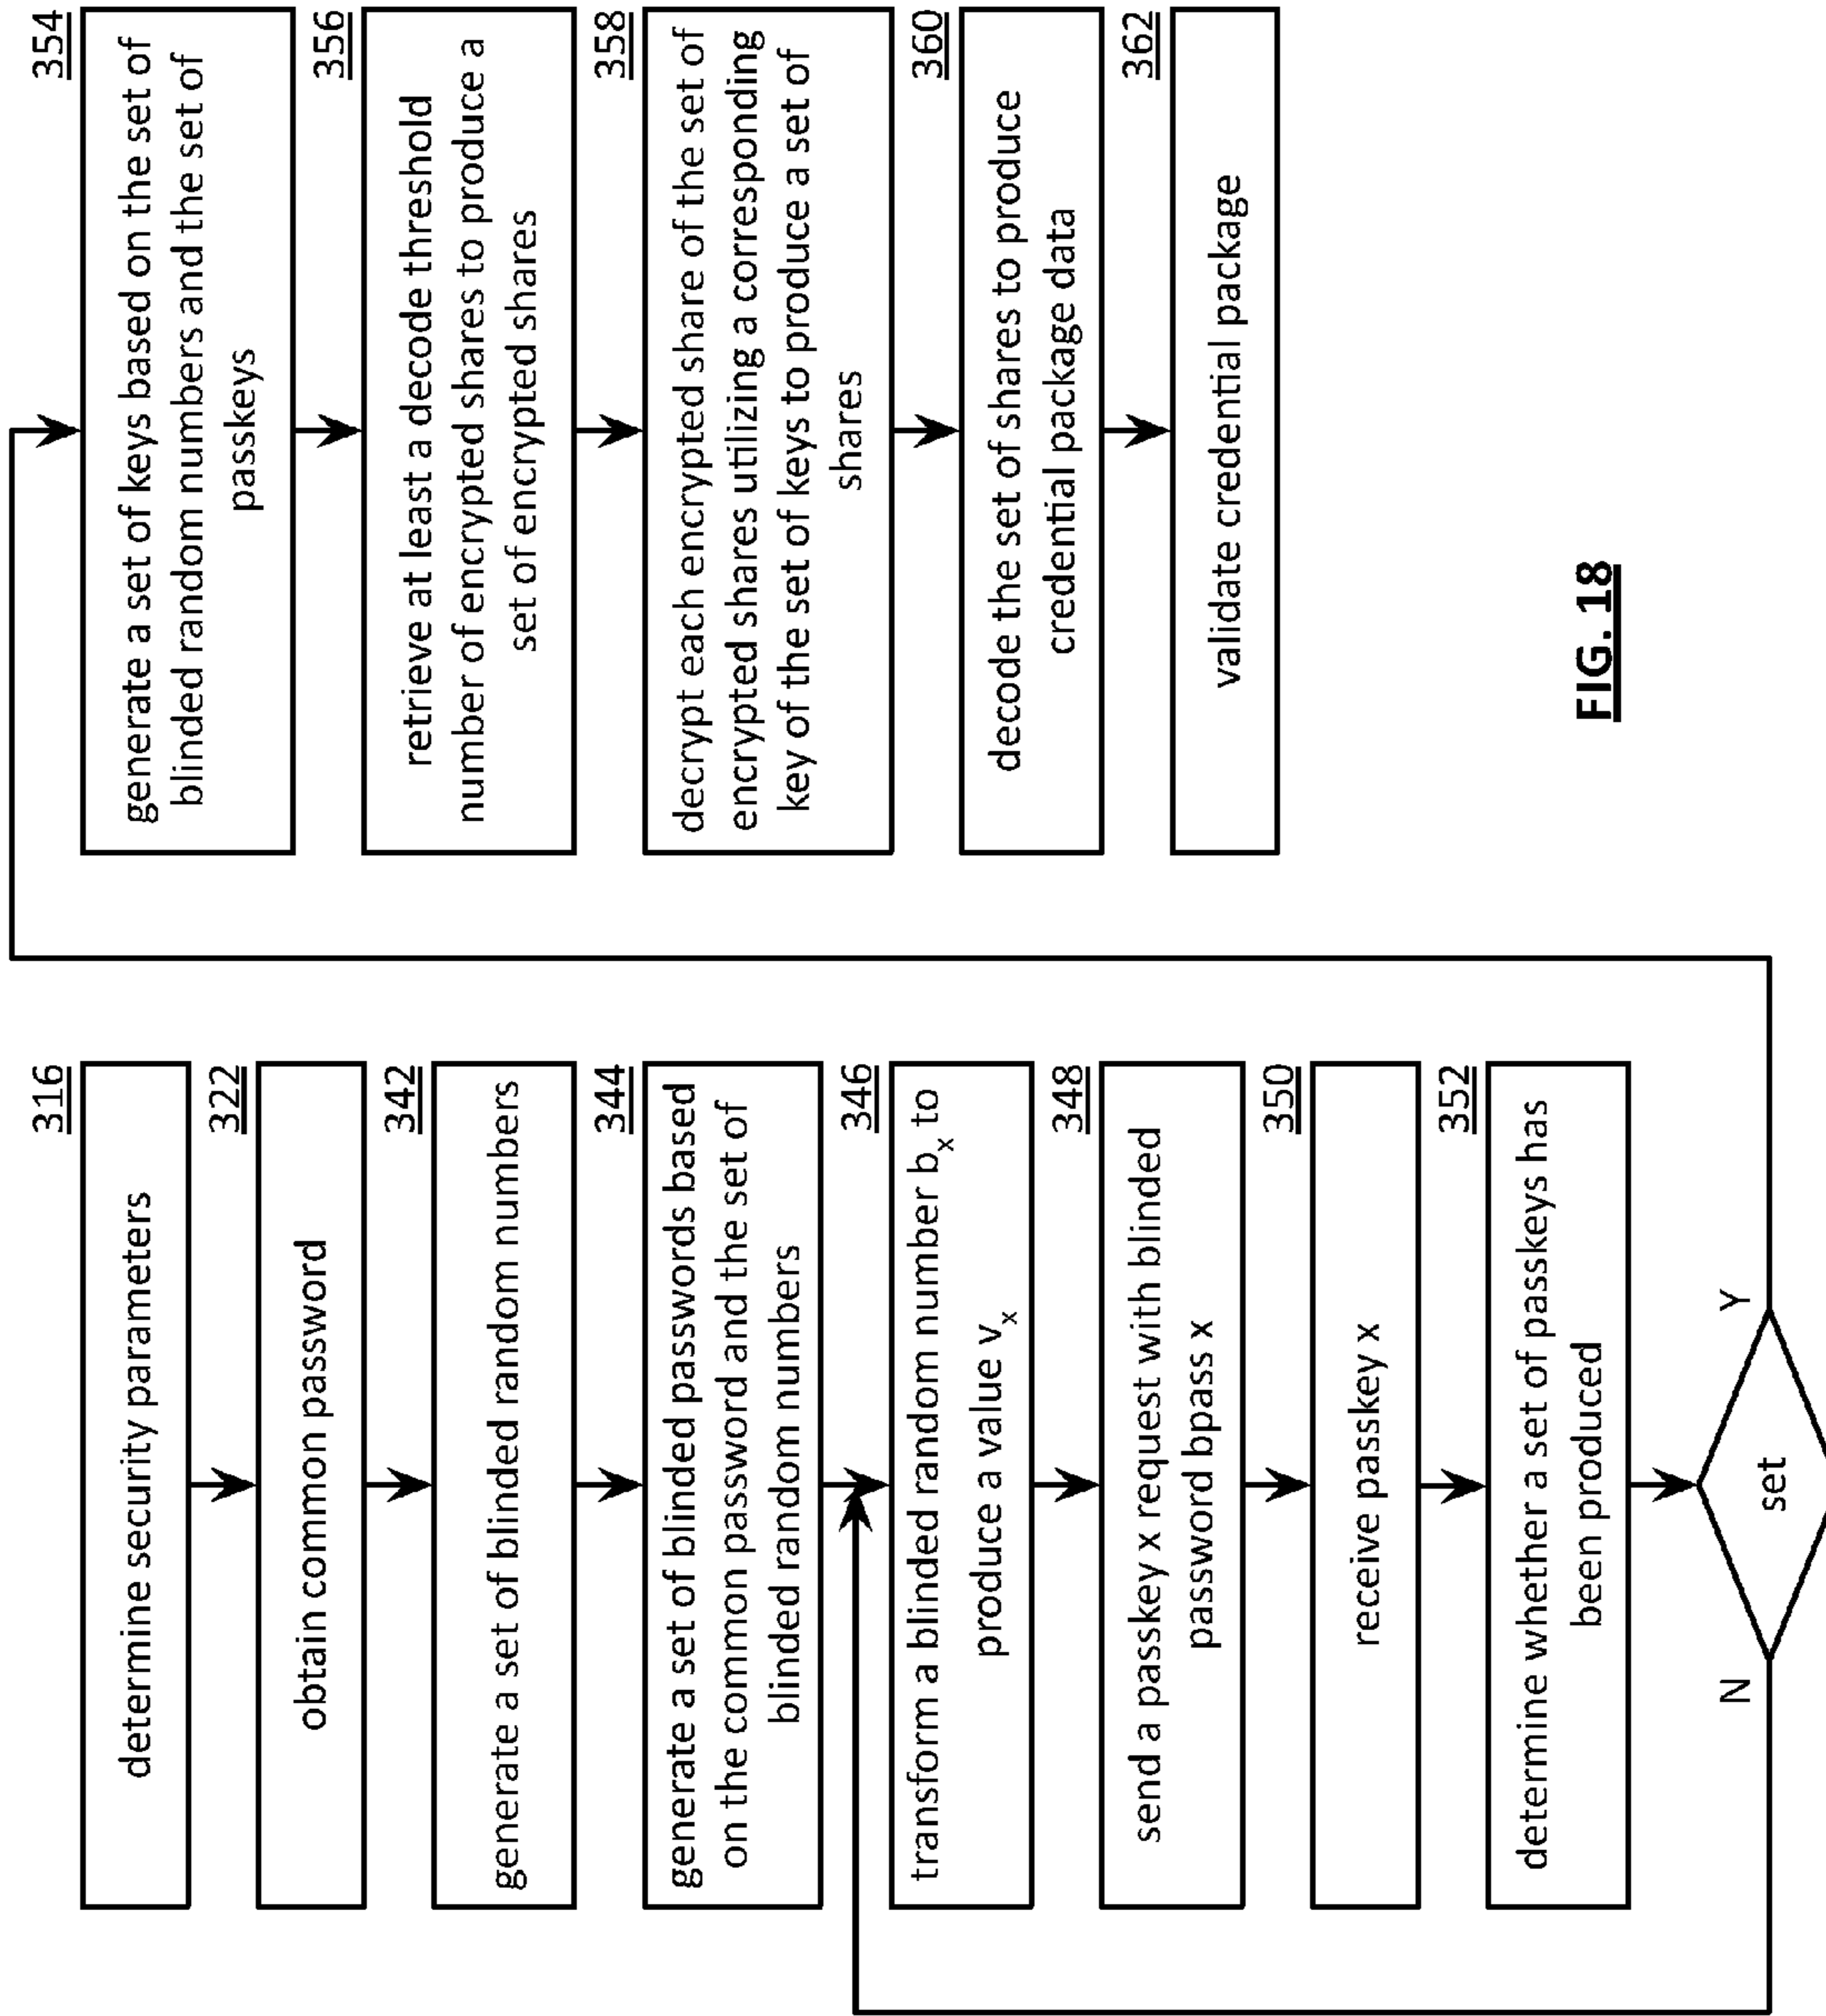 316
determine security parameters
322
obtain common password
342
generate a set of blinded random numbers
344
generate a set of blinded passwords based
on the common password and the set of
blinded random numbers
346
transform a blinded random number bₓ to
produce a value vₓ
348
send a passkey x request with blinded
password bpass x
350
receive passkey x
352
determine whether a set of passkeys has
been produced
N
set
Y
354
generate a set of keys based on the set of
blinded random numbers and the set of
passkeys
356
retrieve at least a decode threshold
number of encrypted shares to produce a
set of encrypted shares
358
decrypt each encrypted share of the set of
encrypted shares utilizing a corresponding
key of the set of keys to produce a set of
shares
360
decode the set of shares to produce
credential package data
362
validate credential package
FIG. 18